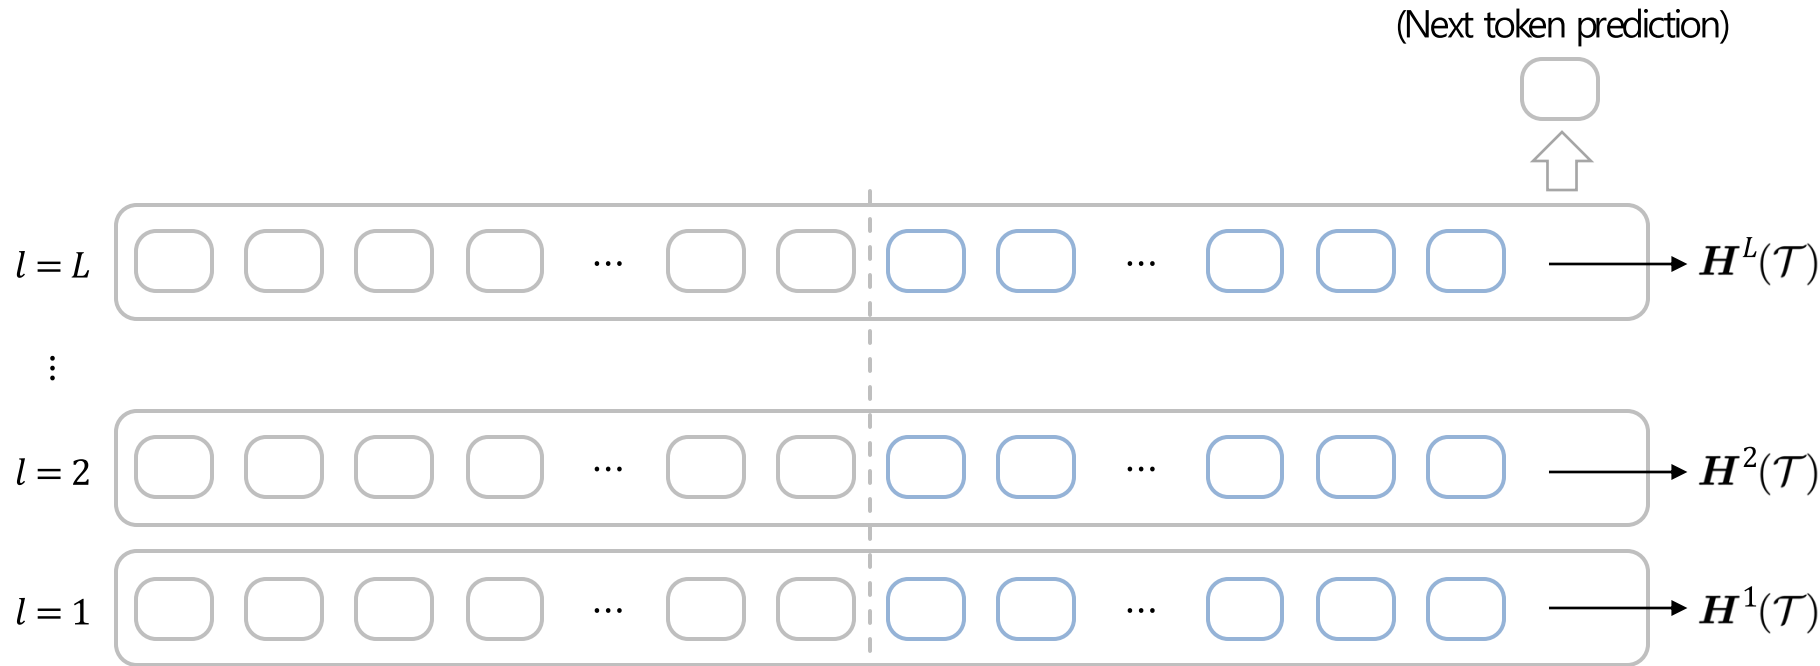 (Next token prediction)
l = L ⋯ ⋯ H^L(𝒯)
⋮
l = 2 ⋯ ⋯ H^2(𝒯)
l = 1 ⋯ ⋯ H^1(𝒯)